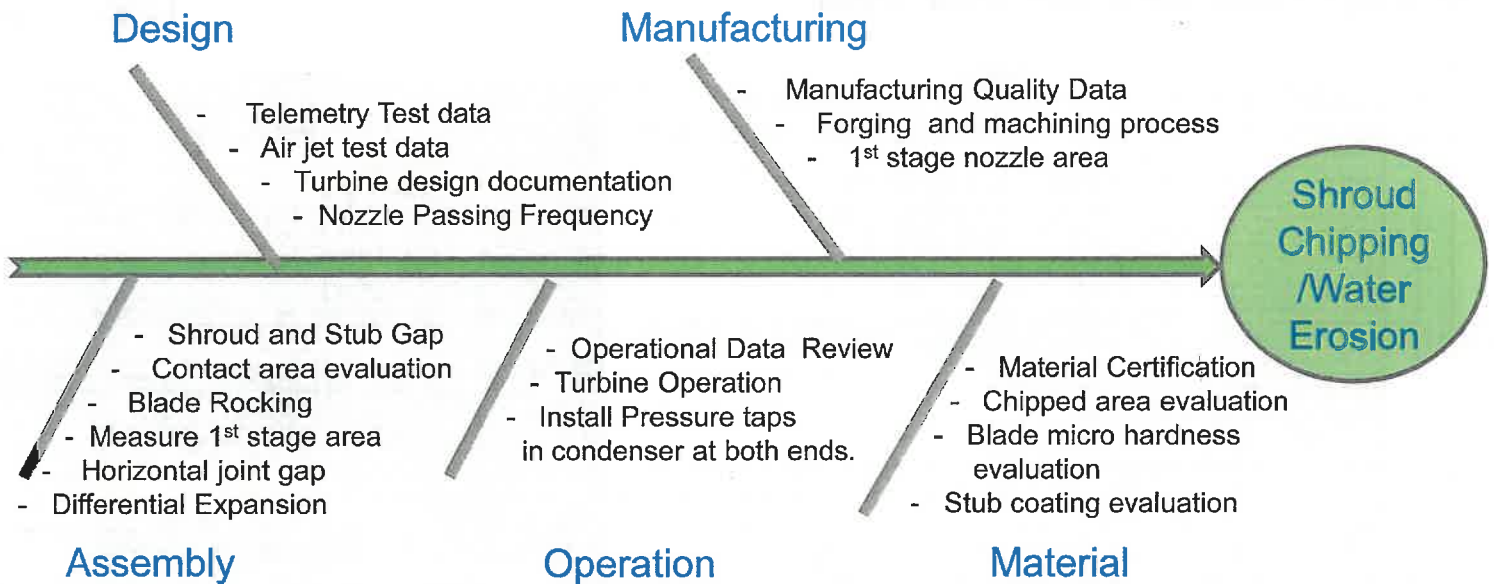 Design
- Telemetry Test data
- Air jet test data
- Turbine design documentation
- Nozzle Passing Frequency
Manufacturing
- Manufacturing Quality Data
- Forging and machining process
- 1st stage nozzle area
Shroud
Chipping
/Water
Erosion
- Shroud and Stub Gap
- Contact area evaluation
- Blade Rocking
- Measure 1st stage area
- Horizontal joint gap
- Differential Expansion
Assembly
- Operational Data Review
- Turbine Operation
- Install Pressure taps
in condenser at both ends.
Operation
- Material Certification
- Chipped area evaluation
- Blade micro hardness
evaluation
- Stub coating evaluation
Material